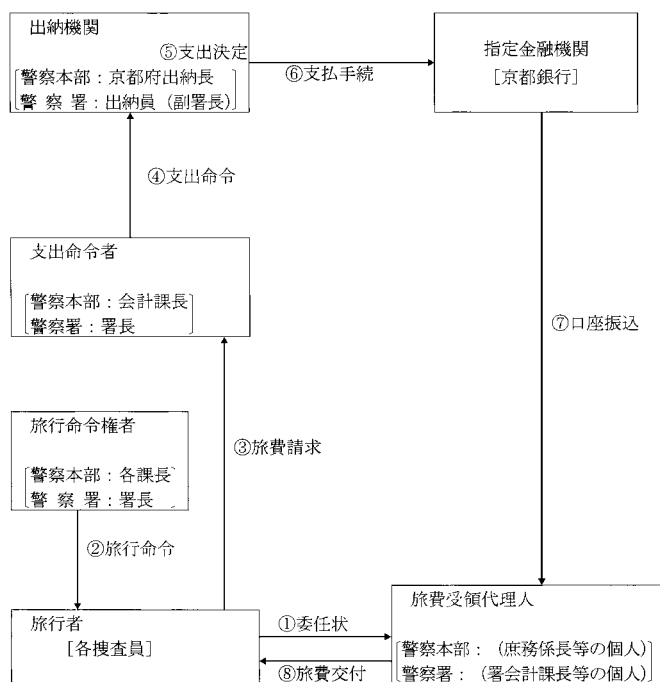 出納機関
⑤支出決定
警察本部：京都府出納長
警 察 署：出納員（副署長）
⑥支払手続
指定金融機関
[京都銀行]
④支出命令
支出命令者
警察本部：会計課長
警察署：署長
⑦口座振込
旅行命令権者
警察本部：各課長
警 察 署：署長
③旅費請求
②旅行命令
旅行者
[各捜査員]
①委任状
⑧旅費交付
旅費受領代理人
警察本部：（庶務係長等の個人）
警察署：（署会計課長等の個人）